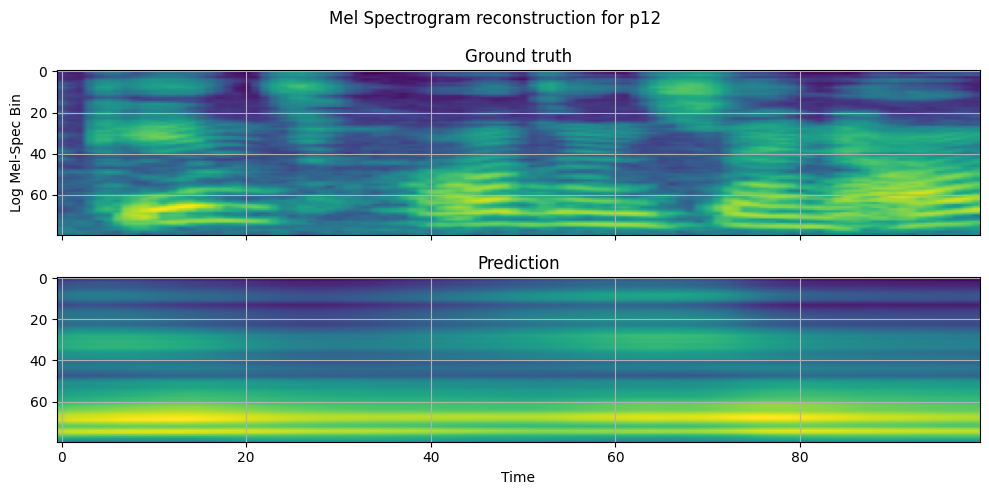 Mel Spectrogram reconstruction for p12
Ground truth
0
20
40
60
Log Mel-Spec Bin
Prediction
0
20
40
60
0 20 40 60 80
Time